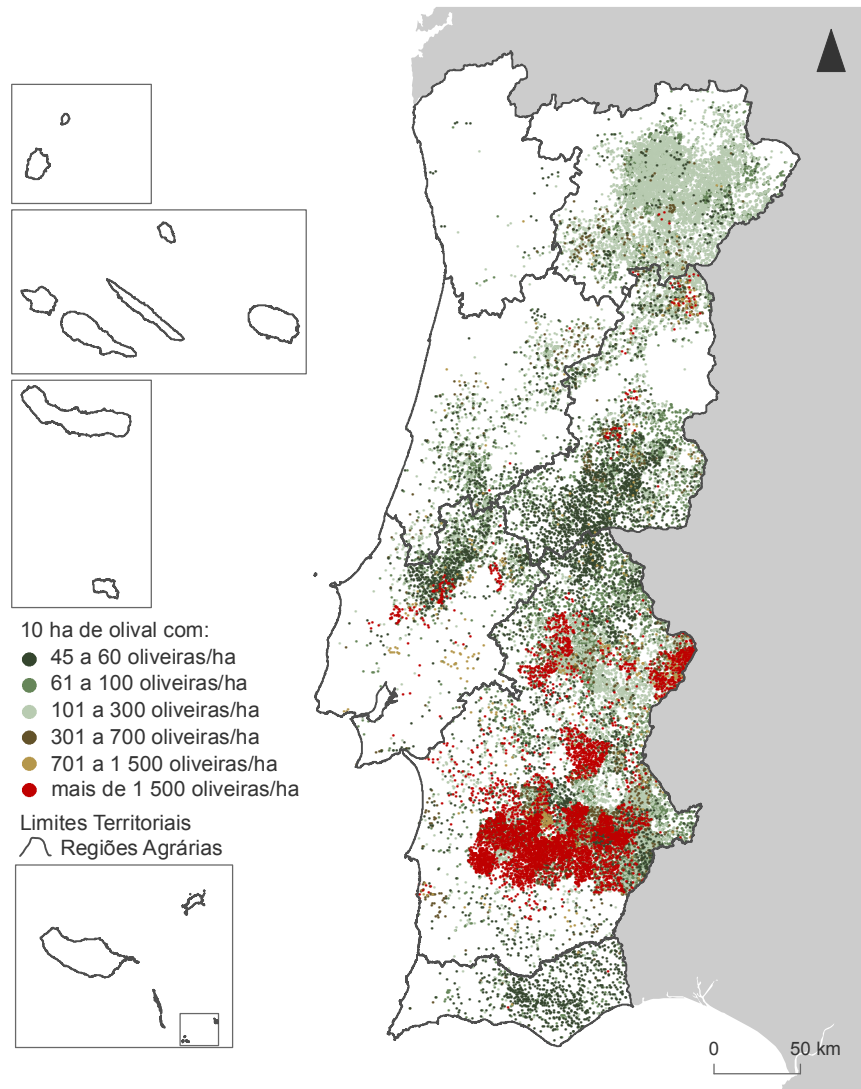 10 ha de olival com:
45 a 60 oliveiras/ha
61 a 100 oliveiras/ha
101 a 300 oliveiras/ha
301 a 700 oliveiras/ha
701 a 1 500 oliveiras/ha
mais de 1 500 oliveiras/ha
Limites Territoriais
Regiões Agrárias
0 50 km